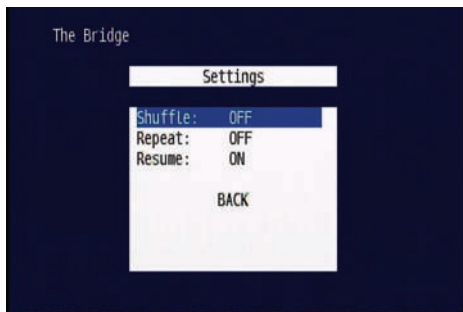 The Bridge
Settings
Shuffle: OFF
Repeat: OFF
Resume: ON
BACK